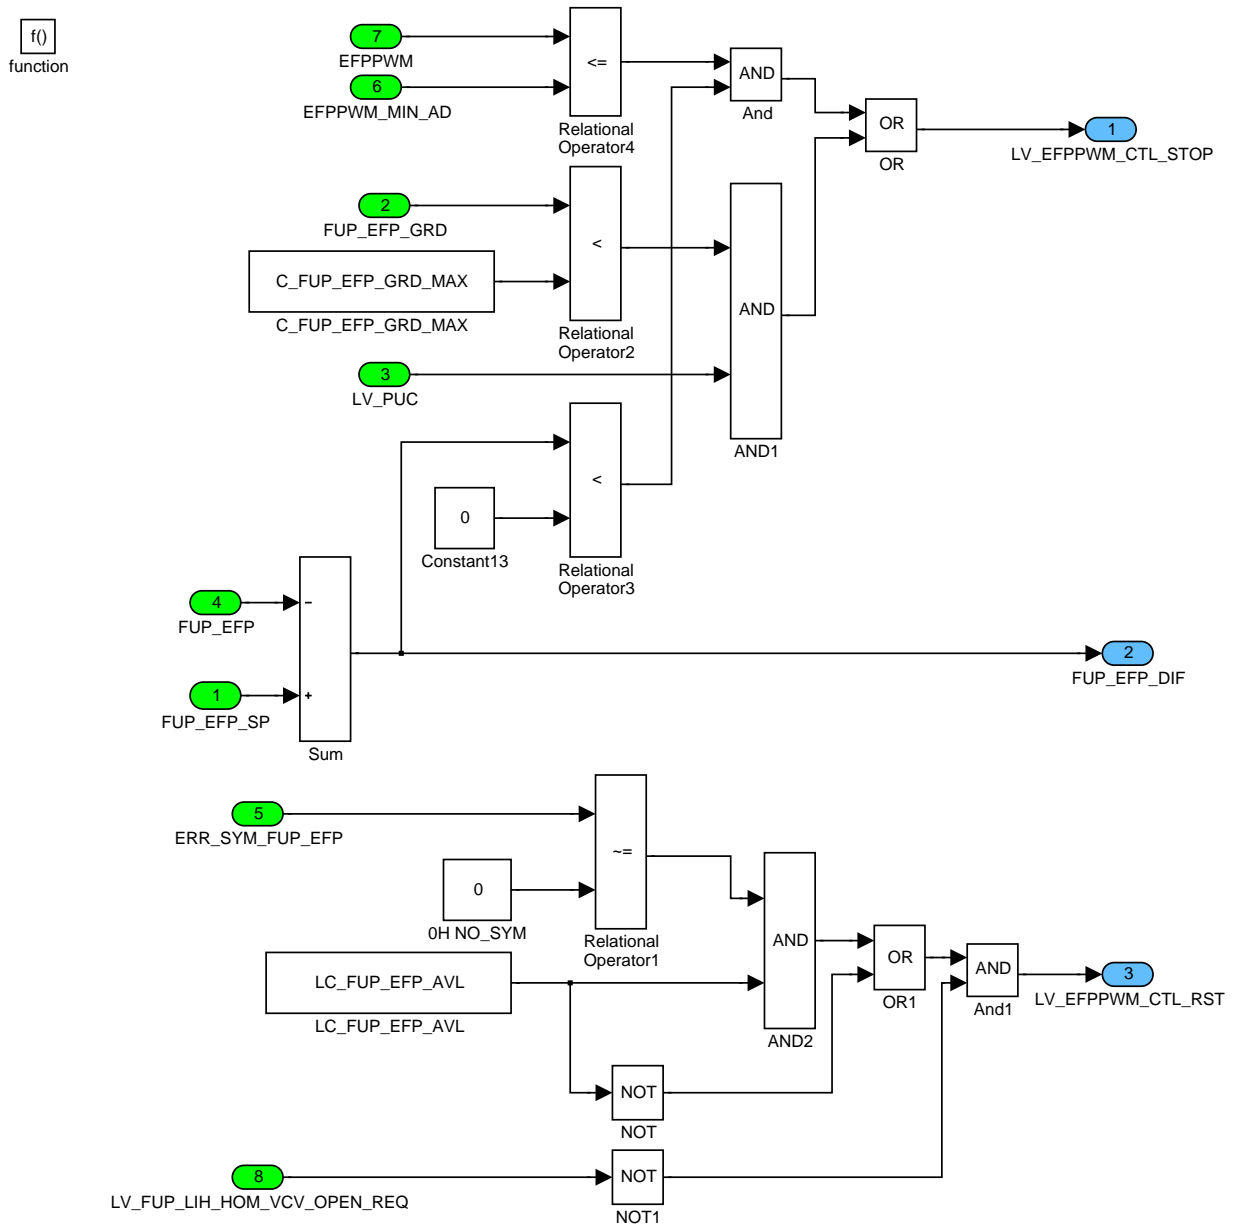 f()
function
7
EFPPWM
6
EFPPWM_MIN_AD
<=
Relational
Operator4
AND
And
OR
OR
1
LV_EFPPWM_CTL_STOP
2
FUP_EFP_GRD
C_FUP_EFP_GRD_MAX
C_FUP_EFP_GRD_MAX
<
Relational
Operator2
3
LV_PUC
AND
AND1
<
0
Constant13
Relational
Operator3
4
FUP_EFP
1
FUP_EFP_SP
−
+
Sum
2
FUP_EFP_DIF
5
ERR_SYM_FUP_EFP
~=
0
0H NO_SYM
Relational
Operator1
LC_FUP_EFP_AVL
LC_FUP_EFP_AVL
AND
AND2
OR
OR1
AND
And1
3
LV_EFPPWM_CTL_RST
NOT
NOT
8
LV_FUP_LIH_HOM_VCV_OPEN_REQ
NOT
NOT1